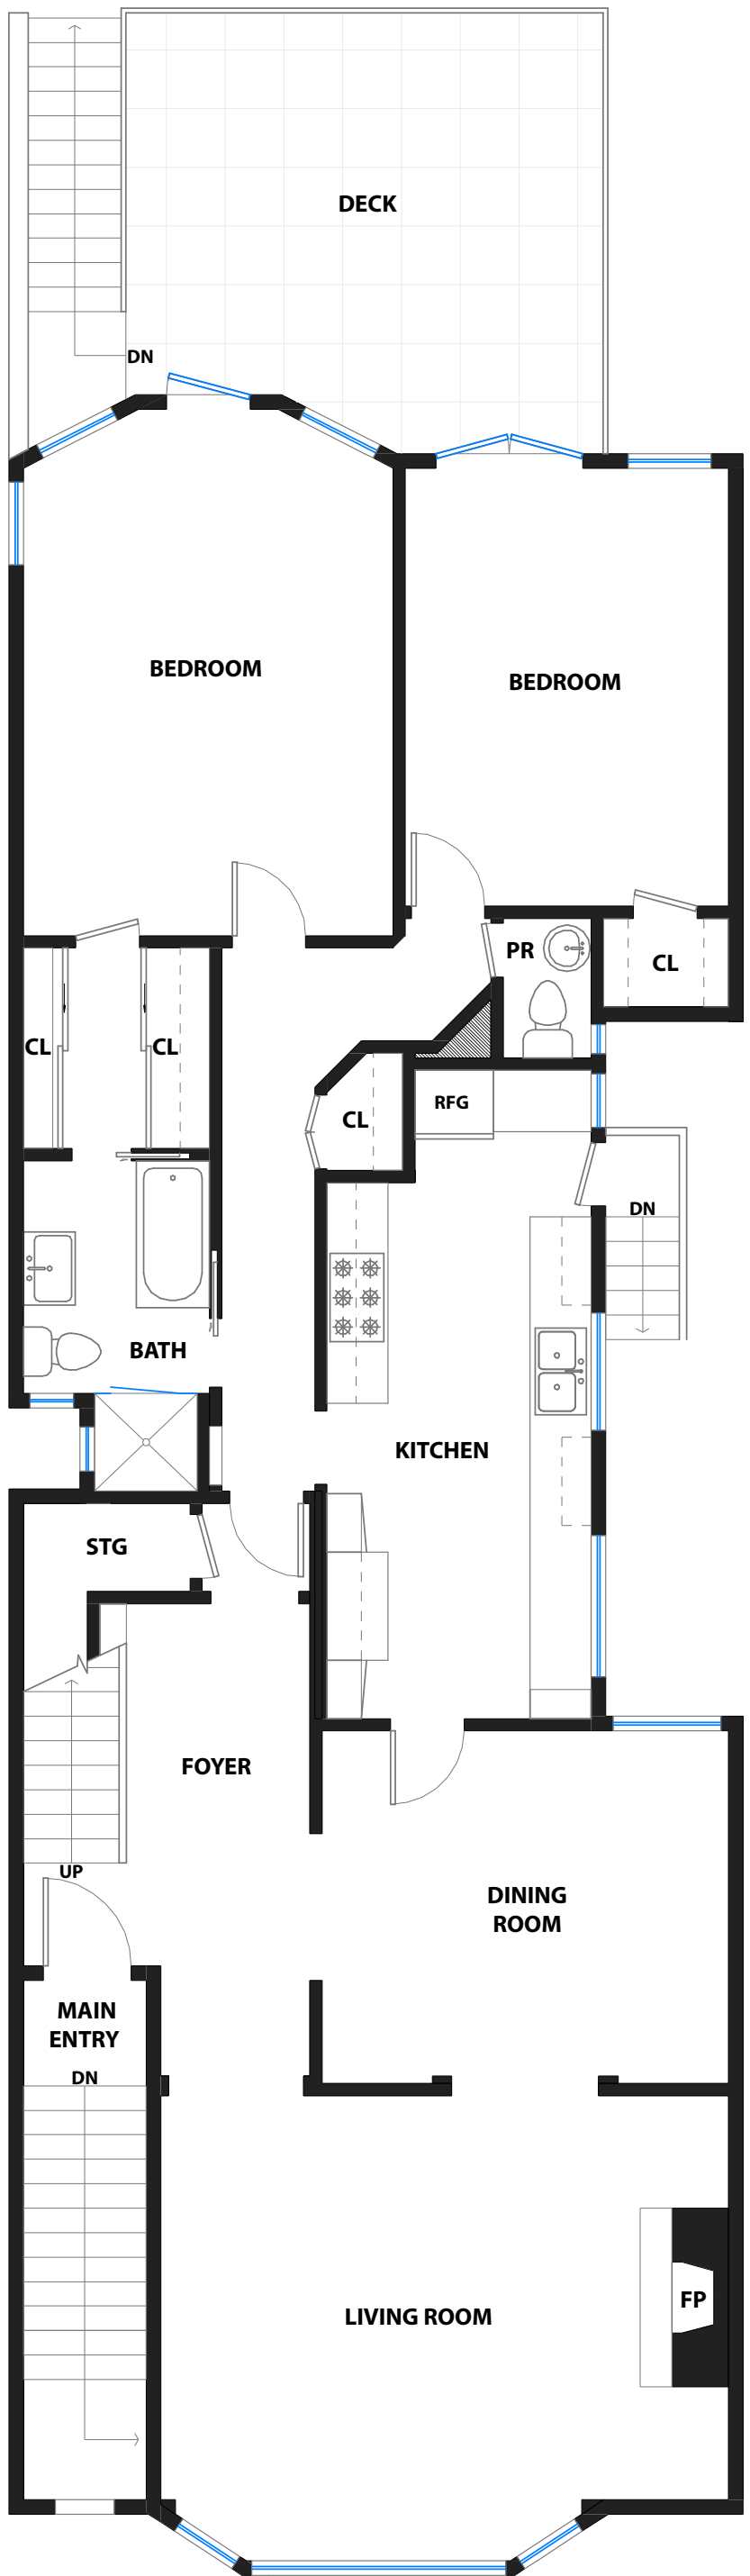 DECK
DN
BEDROOM
BEDROOM
PR
CL
CL
CL
RFG
CL
DN
BATH
KITCHEN
STG
FOYER
UP
DINING
ROOM
MAIN
ENTRY
DN
FP
LIVING ROOM